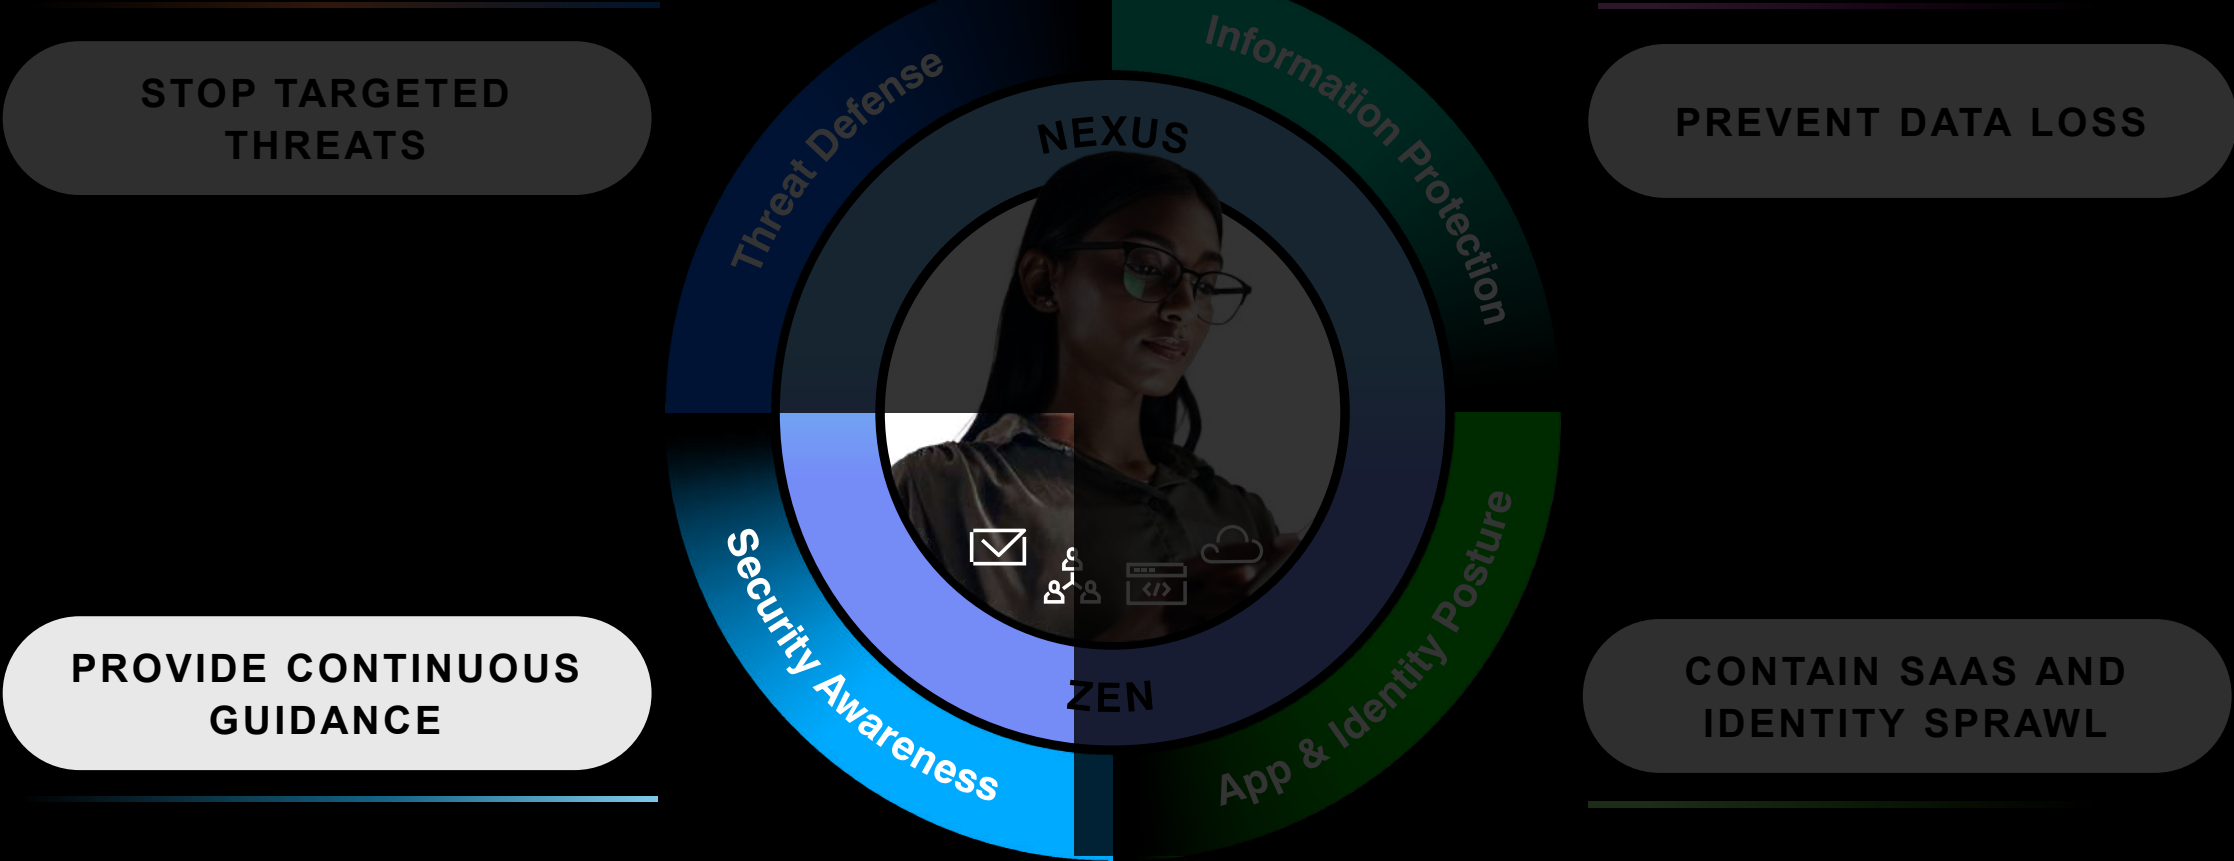 STOP TARGETED
THREATS
Threat Defense
Information Protection
PREVENT DATA LOSS
NEXUS
PROVIDE CONTINUOUS
GUIDANCE
Security Awareness
ZEN
App & Identity Posture
CONTAIN SAAS AND
IDENTITY SPRAWL